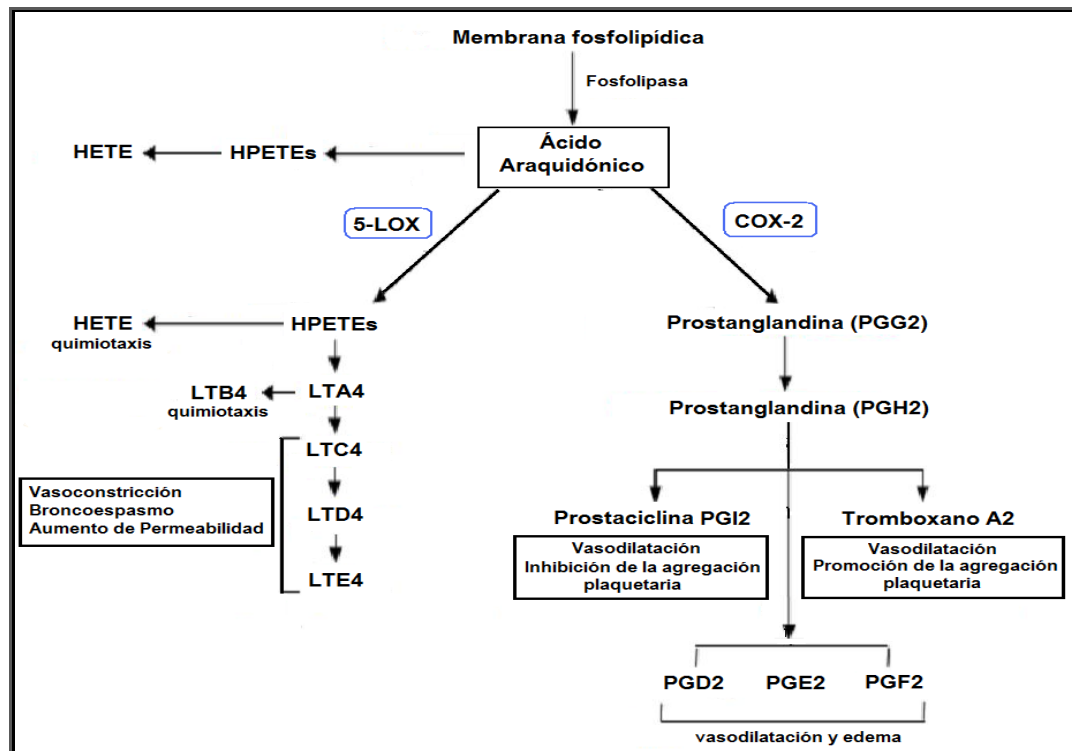 Membrana fosfolipídica
Fosfolipasa
Ácido
Araquidónico
HETE
HPETEs
5-LOX
COX-2
HETE
quimiotaxis
HPETEs
Prostanglandina (PGG2)
LTB4
quimiotaxis
LTA4
Prostanglandina (PGH2)
LTC4
Vasoconstricción
Broncoespasmo
Aumento de Permeabilidad
LTD4
LTE4
Prostaciclina PGI2
Vasodilatación
Inhibición de la agregación
plaquetaria
Tromboxano A2
Vasodilatación
Promoción de la agregación
plaquetaria
PGD2
PGE2
PGF2
vasodilatación y edema